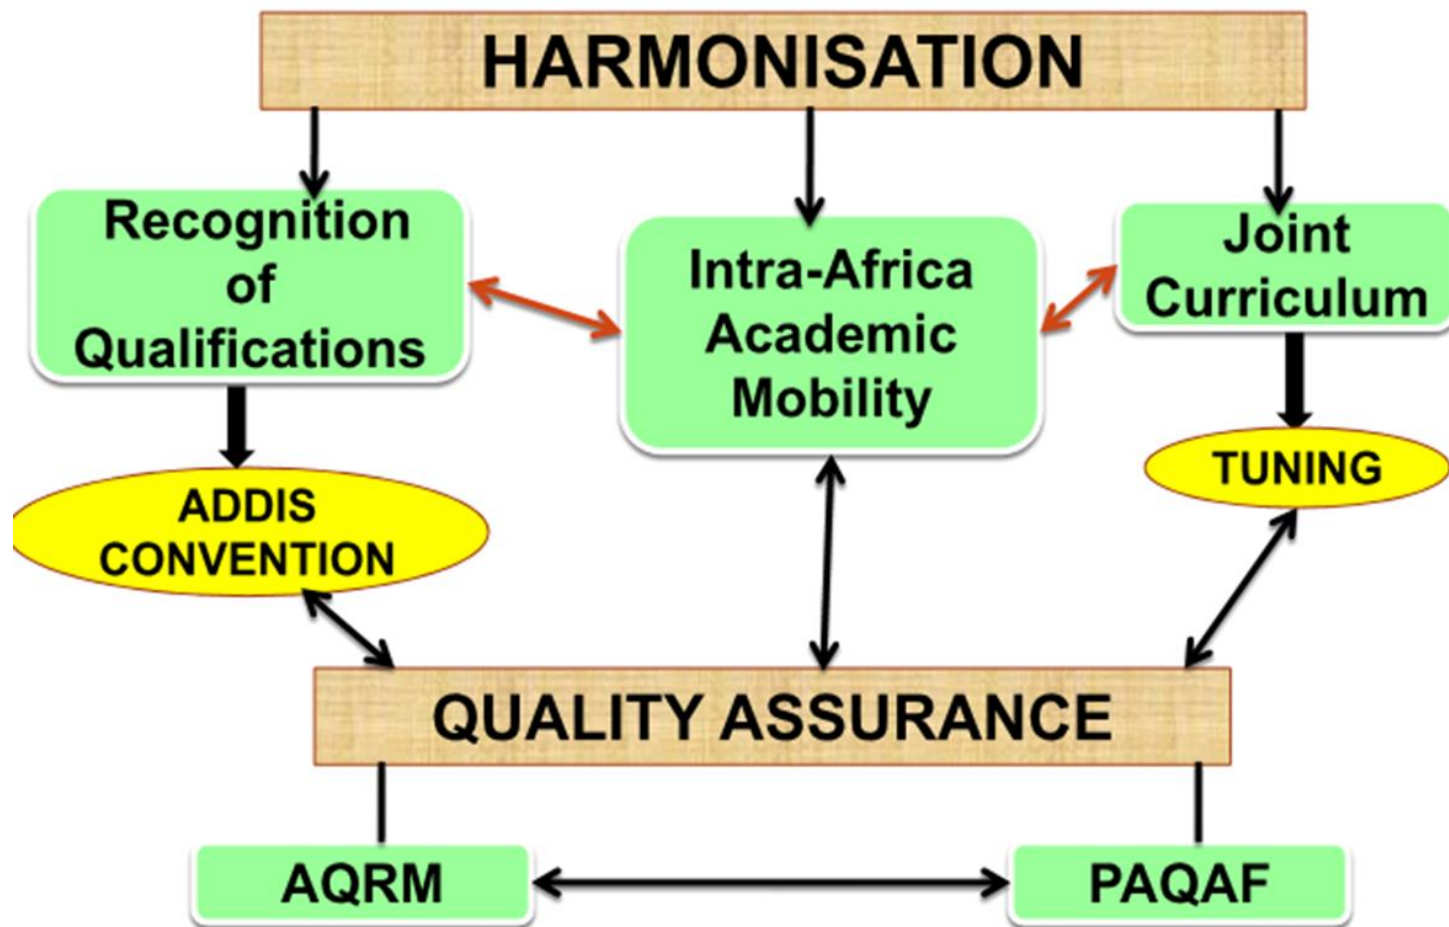 HARMONISATION
Recognition
of
Qualifications
Intra-Africa
Academic
Mobility
Joint
Curriculum
ADDIS
CONVENTION
TUNING
QUALITY ASSURANCE
AQRM
PAQAF